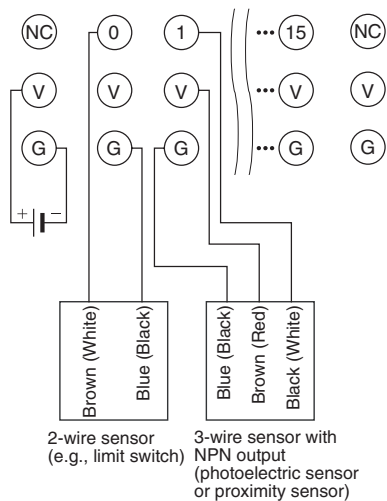 NC 0 1 ••• 15 NC
V V V ••• V V
G G G ••• G G
+ −
Brown (White)
Blue (Black)
Blue (Black)
Brown (Red)
Black (White)
2-wire sensor
(e.g., limit switch)
3-wire sensor with
NPN output
(photoelectric sensor
or proximity sensor)